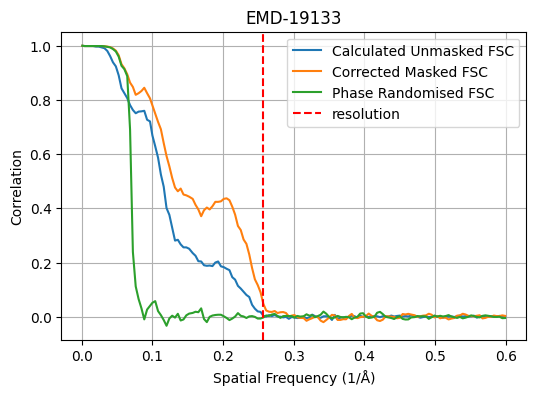 EMD-19133
Correlation
1.0
0.8
0.6
0.4
0.2
0.0
Calculated Unmasked FSC
Corrected Masked FSC
Phase Randomised FSC
resolution
0.0 0.1 0.2 0.3 0.4 0.5 0.6
Spatial Frequency (1/Å)